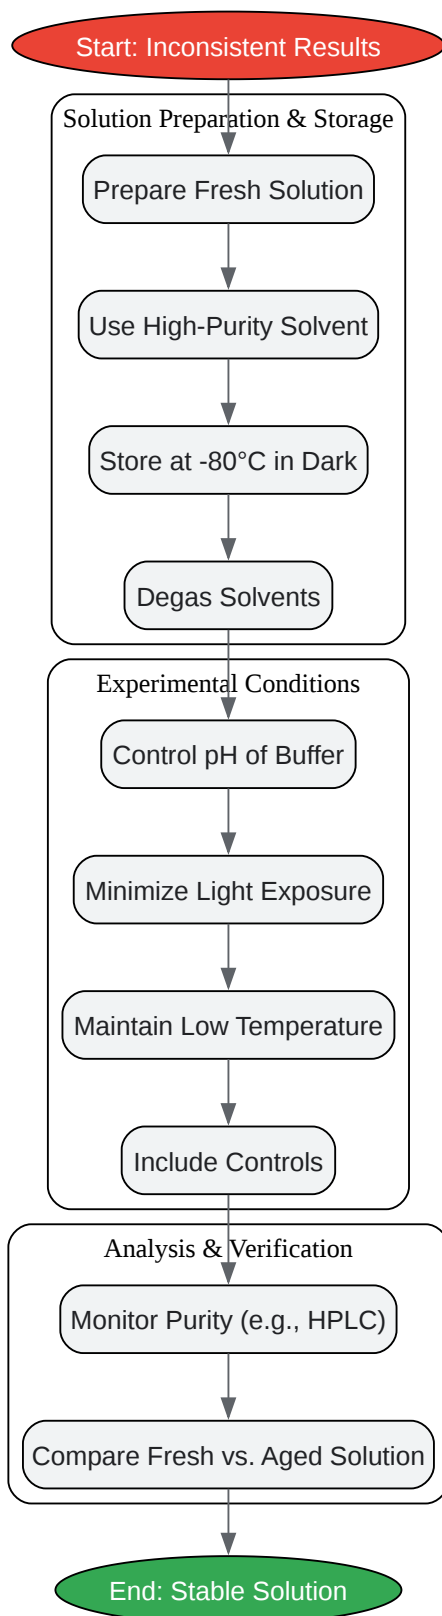 Start: Inconsistent Results
Solution Preparation & Storage
Prepare Fresh Solution
Use High-Purity Solvent
Store at -80°C in Dark
Degas Solvents
Experimental Conditions
Control pH of Buffer
Minimize Light Exposure
Maintain Low Temperature
Include Controls
Analysis & Verification
Monitor Purity (e.g., HPLC)
Compare Fresh vs. Aged Solution
End: Stable Solution